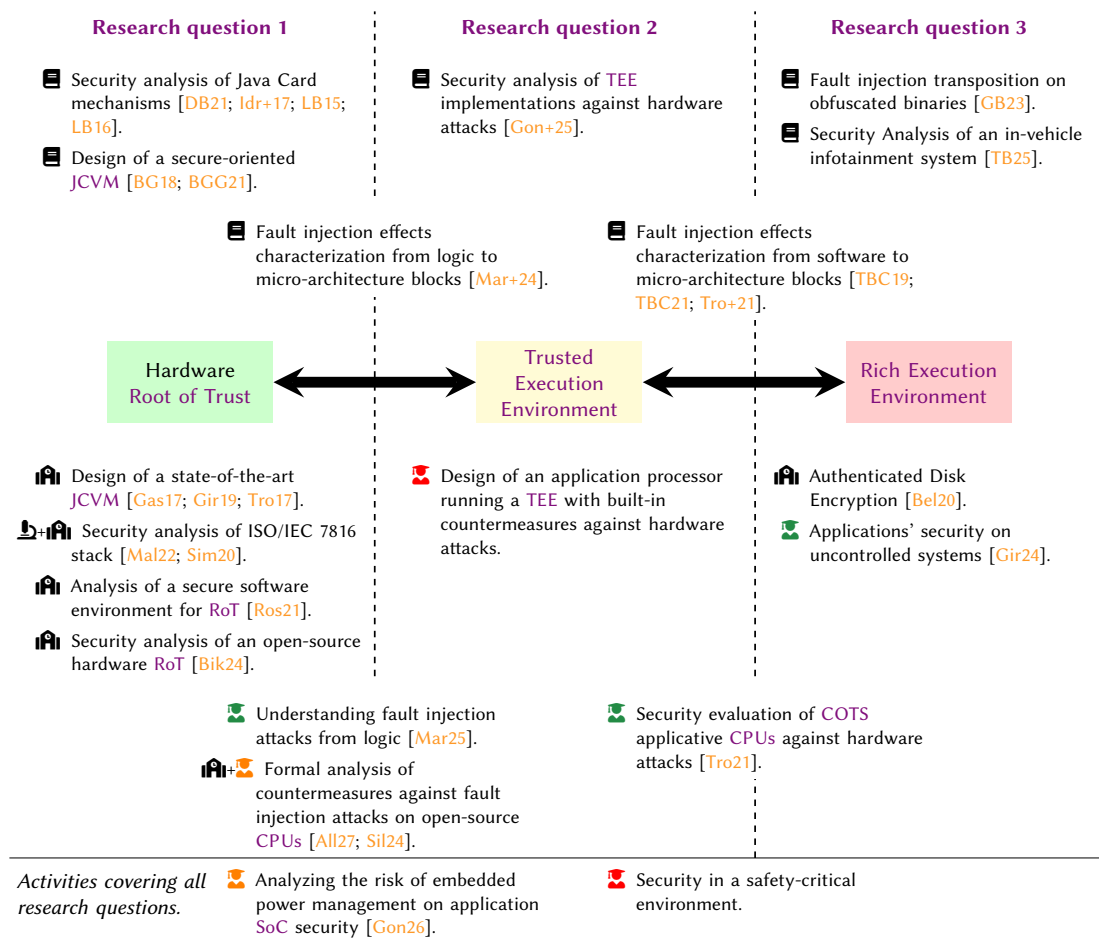 Research question 1
Research question 2
Research question 3
Security analysis of Java Card
mechanisms [DB21; Idr+17; LB15;
LB16].
Design of a secure-oriented
JCVM [BG18; BGG21].
Security analysis of TEE
implementations against hardware
attacks [Gon+25].
Fault injection transposition on
obfuscated binaries [GB23].
Security Analysis of an in-vehicle
infotainment system [TB25].
Fault injection effects
characterization from logic to
micro-architecture blocks [Mar+24].
Fault injection effects
characterization from software to
micro-architecture blocks [TBC19;
TBC21; Tro+21].
Hardware
Root of Trust
Trusted
Execution
Environment
Rich Execution
Environment
Design of a state-of-the-art
JCVM [Gas17; Gir19; Tro17].
+ Security analysis of ISO/IEC 7816
stack [Mal22; Sim20].
Analysis of a secure software
environment for RoT [Ros21].
Security analysis of an open-source
hardware RoT [Bik24].
Design of an application processor
running a TEE with built-in
countermeasures against hardware
attacks.
Authenticated Disk
Encryption [Bel20].
Applications' security on
uncontrolled systems [Gir24].
Understanding fault injection
attacks from logic [Mar25].
+ Formal analysis of
countermeasures against fault
injection attacks on open-source
CPUs [All27; Sil24].
Security evaluation of COTS
applicative CPUs against hardware
attacks [Tro21].
Activities covering all
research questions.
Analyzing the risk of embedded
power management on application
SoC security [Gon26].
Security in a safety-critical
environment.